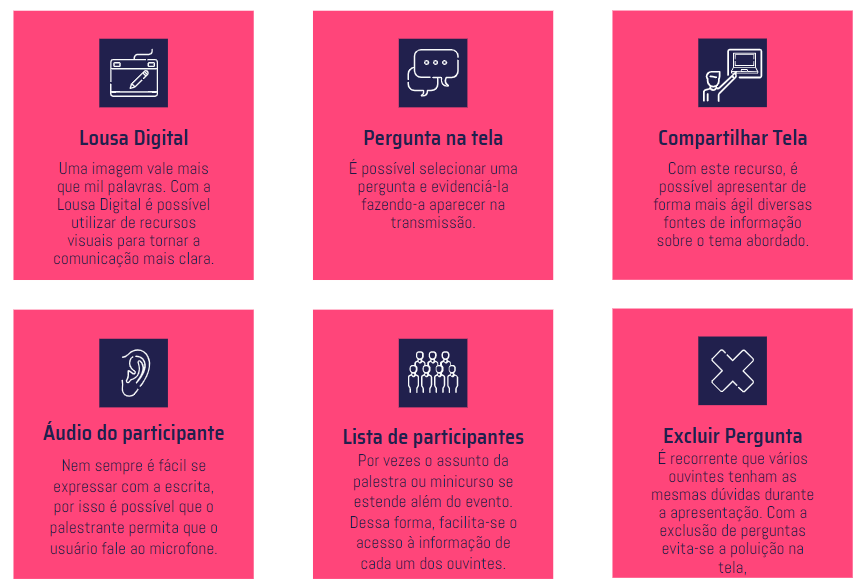 Lousa Digital
Uma imagem vale mais
que mil palavras. Com a
Lousa Digital é possível
utilizar de recursos
visuais para tornar a
comunicação mais clara.
Pergunta na tela
É possível selecionar uma
pergunta e evidenciá-la
fazendo-a aparecer na
transmissão.
Compartilhar Tela
Com este recurso, é
possível apresentar de
forma mais ágil diversas
fontes de informação
sobre o tema abordado.
Áudio do participante
Nem sempre é fácil se
expressar com a escrita,
por isso é possível que o
palestrante permita que o
usuário fale ao microfone.
Lista de participantes
Por vezes o assunto da
palestra ou minicurso se
estende além do evento.
Dessa forma, facilita-se o
acesso à informação de
cada um dos ouvintes.
Excluir Pergunta
É recorrente que vários
ouvintes tenham as
mesmas dúvidas durante
a apresentação. Com a
exclusão de perguntas
evita-se a poluição na
tela,